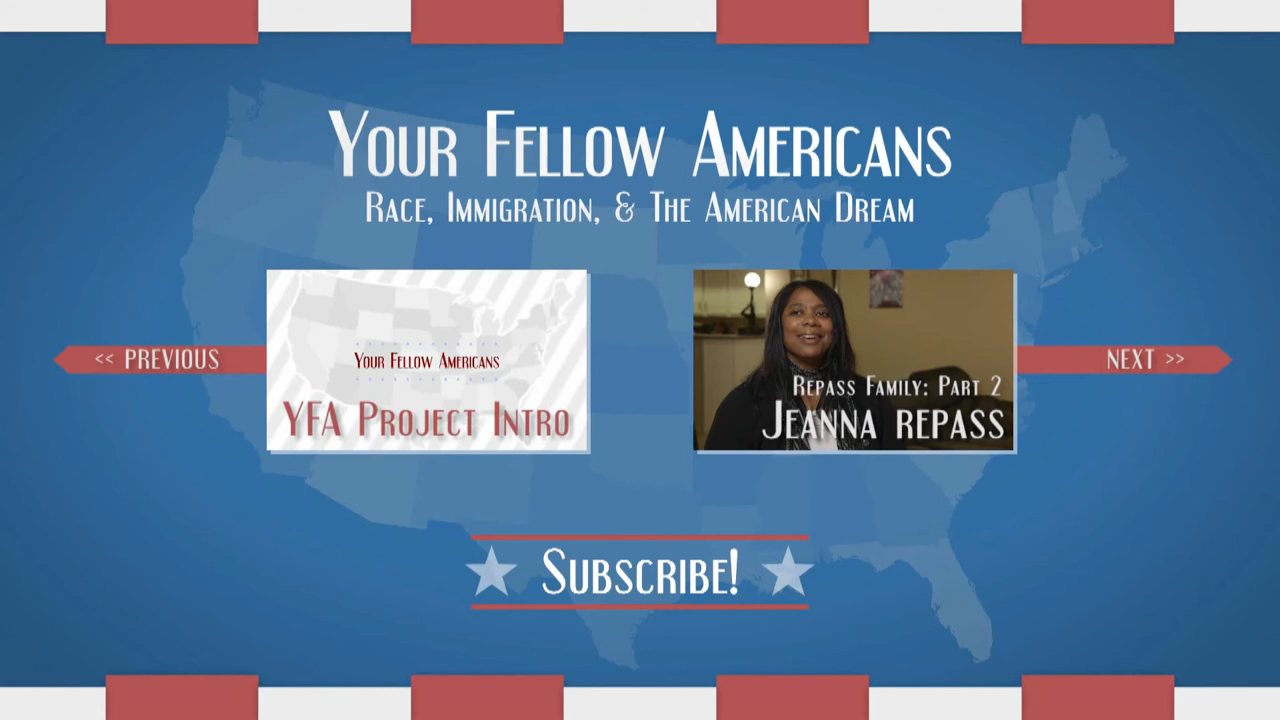 Your Fellow Americans
Race, Immigration, & The American Dream
<< PREVIOUS
Your Fellow Americans
YFA Project Intro
Repass Family: Part 2
Jeanna repass
NEXT >>
Subscribe!